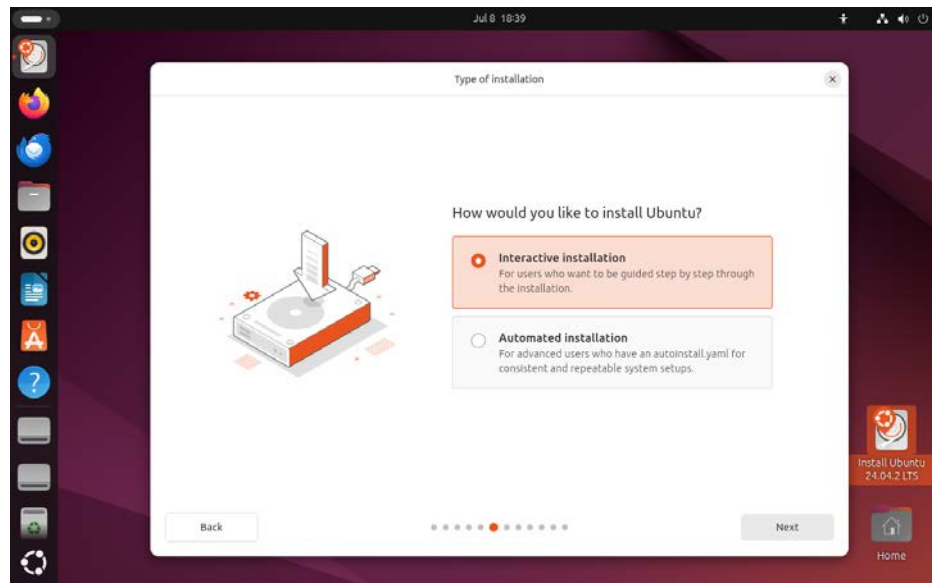 Jul 8 18:39
Type of installation
How would you like to install Ubuntu?
Interactive installation
For users who want to be guided step by step through
the installation.
Automated installation
For advanced users who have an autoinstall.yaml for
consistent and repeatable system setups.
Install Ubuntu
24.04.2 LTS
Back
Next
Home